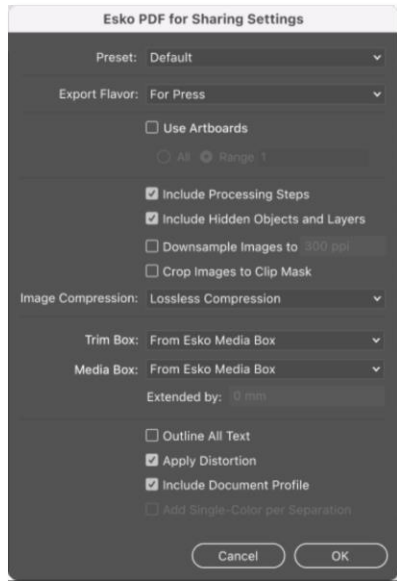 Esko PDF for Sharing Settings
Preset: Default
Export Flavor: For Press
Use Artboards
All Range 1
Include Processing Steps
Include Hidden Objects and Layers
Downsample Images to 300 ppi
Crop Images to Clip Mask
Image Compression: Lossless Compression
Trim Box: From Esko Media Box
Media Box: From Esko Media Box
Extended by: 0 mm
Outline All Text
Apply Distortion
Include Document Profile
Add Single-Color per Separation
Cancel OK